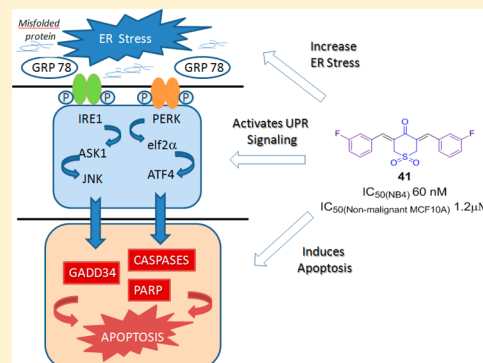 Misfolded
protein
ER Stress
GRP 78
GRP 78
P
P
P
P
IRE1
PERK
ASK1
eIf2α
JNK
ATF4
GADD34
CASPASES
PARP
APOPTOSIS
Increase
ER Stress
Activates UPR
Signaling
Induces
Apoptosis
F
O
F
S
O O
41
IC50(NB4) 60 nM
IC50(Non-malignant MCF10A) 1.2μM